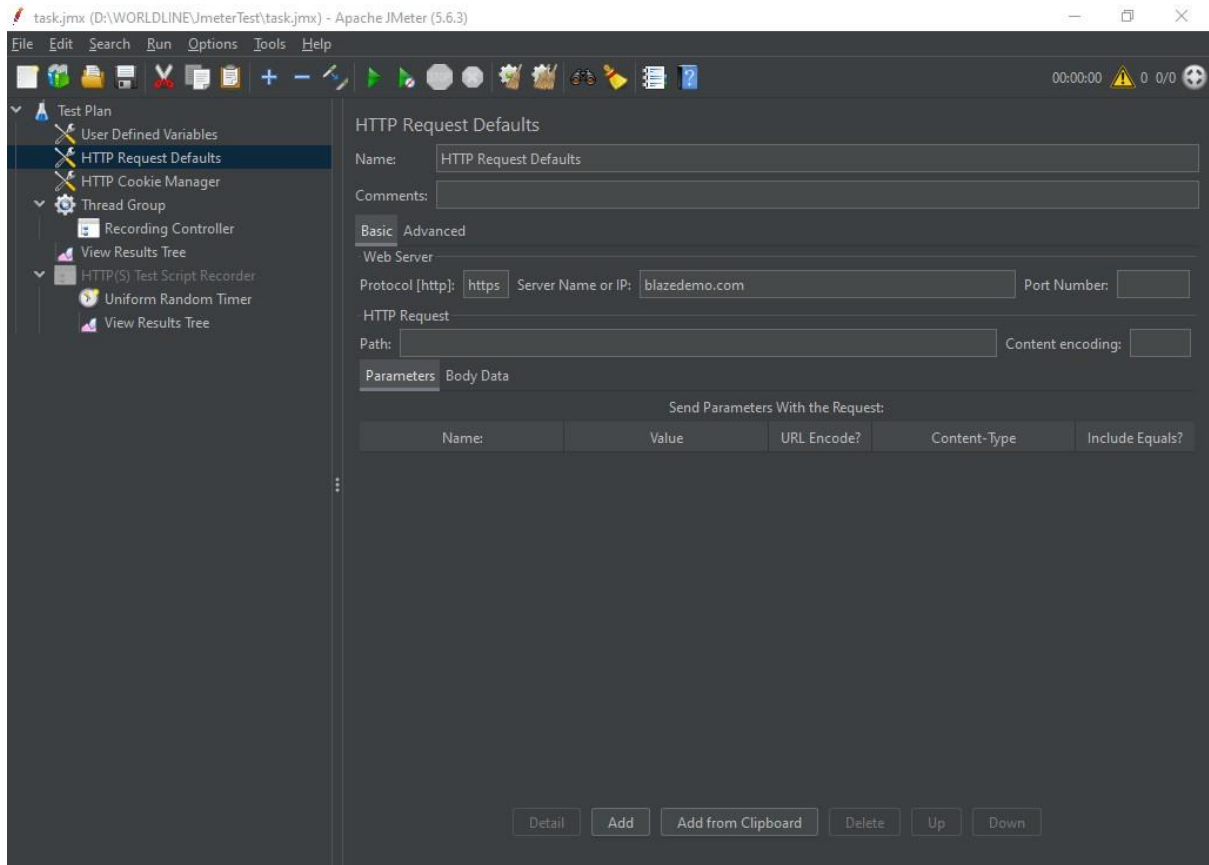 task.jmx (D:\WORLDLINE\JmeterTest\task.jmx) - Apache JMeter (5.6.3)
File Edit Search Run Options Tools Help
00:00:00 0 0/0
Test Plan
User Defined Variables
HTTP Request Defaults
HTTP Cookie Manager
Thread Group
Recording Controller
View Results Tree
HTTP(S) Test Script Recorder
Uniform Random Timer
View Results Tree
HTTP Request Defaults
Name: HTTP Request Defaults
Comments:
Basic Advanced
Web Server
Protocol [http]: https Server Name or IP: blazedemo.com Port Number:
HTTP Request
Path: Content encoding:
Parameters Body Data
Send Parameters With the Request:
Name: Value URL Encode? Content-Type Include Equals?
Detail Add Add from Clipboard Delete Up Down